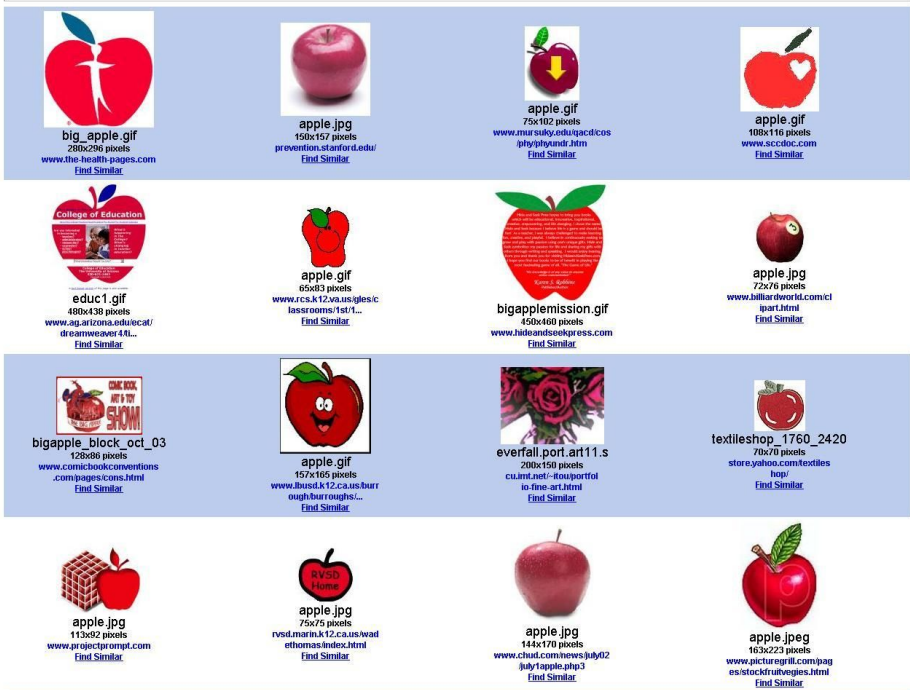 big_apple.gif
280x296 pixels
www.the-health-pages.com
Find Similar
apple.jpg
150x157 pixels
prevention.stanford.edu/
Find Similar
apple.gif
75x102 pixels
www.mursuky.edu/qacd/cos
/phy/phyundr.htm
Find Similar
apple.gif
108x116 pixels
www.sccdoc.com
Find Similar
College of Education
educ1.gif
480x438 pixels
www.ag.arizona.edu/ecat/
dreamweaver4/ti...
Find Similar
apple.gif
65x83 pixels
www.rcs.k12.va.us/gles/c
lassrooms/1st/1...
Find Similar
Karen J. Robbins
bigapplemission.gif
450x460 pixels
www.hideandseekpress.com
Find Similar
3
apple.jpg
72x76 pixels
www.billiardworld.com/cl
ipart.html
Find Similar
COMIC BOOK,
ART & TOY
SHOW!
bigapple_block_oct_03
128x86 pixels
www.comicbookconventions
.com/pages/cons.html
Find Similar
apple.gif
157x165 pixels
www.lbusd.k12.ca.us/burr
ough/burroughs/...
Find Similar
everfall.port.art11.s
200x150 pixels
cu.imt.net/~itou/portfol
io-fine-art.html
Find Similar
textileshop_1760_2420
70x70 pixels
store.yahoo.com/textiles
hop/
Find Similar
apple.jpg
113x92 pixels
www.projectprompt.com
Find Similar
RVSD
Home
apple.jpg
75x75 pixels
rvsd.marin.k12.ca.us/wad
ethomas/index.html
Find Similar
apple.jpg
144x170 pixels
www.chud.com/news/july02
/july1apple.php3
Find Similar
p
apple.jpeg
163x223 pixels
www.picturegrill.com/pag
es/stockfruitvegies.html
Find Similar